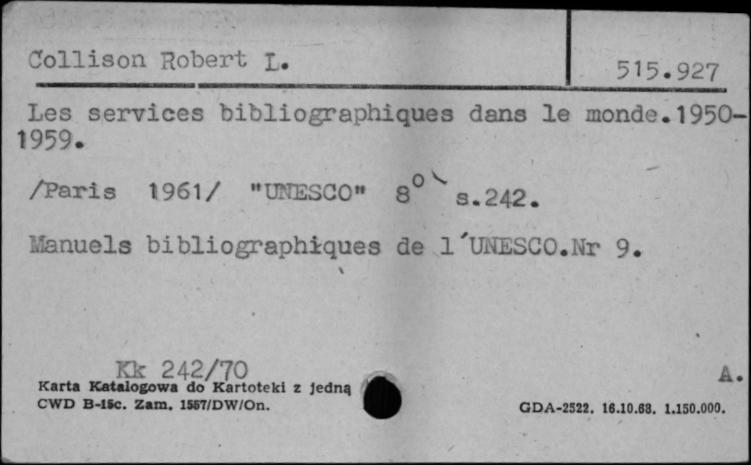 Collison Robert L.
515.927
Les services bibliographiques dans le monde.1950-
1959.
/Paris 1961/ "UNESCO" 8° s.242.
Manuels bibliographiques de l´UNESCO.Nr 9.
Kk 242/70
A.
Karta Katalogowa do Kartoteki z jedną
CWD B-15c. Zam. 1557/DW/On.
GDA-2522. 16.10.68. 1.150.000.